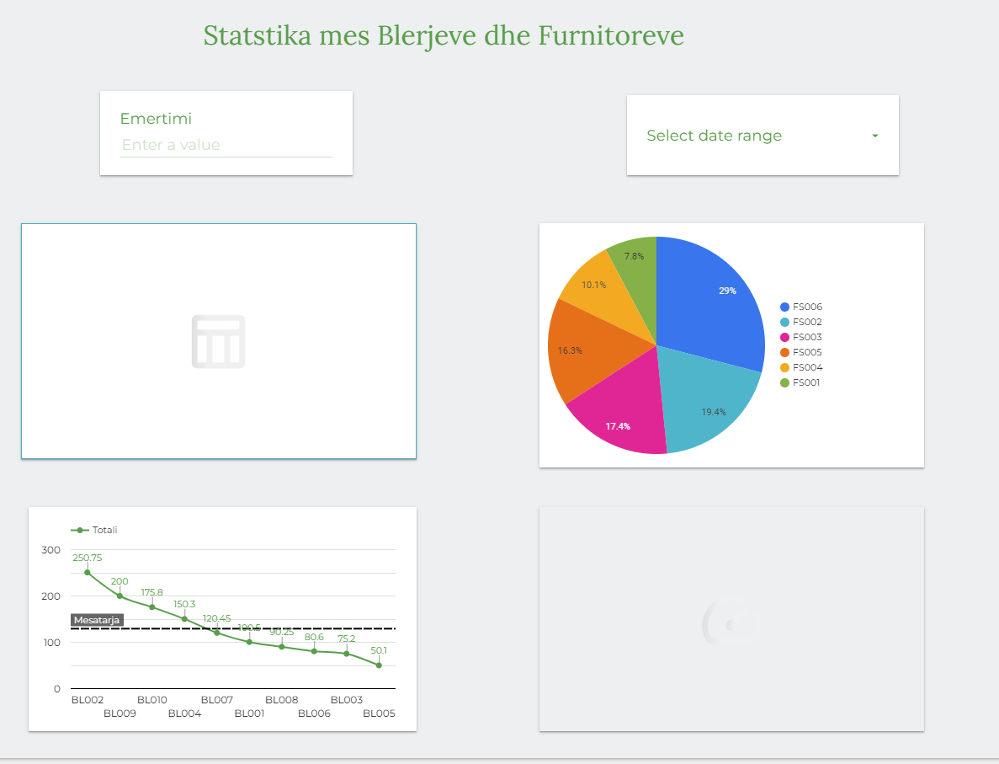 Statstika mes Blerjeve dhe Furnitoreve
Emertimi
Enter a value
Select date range
29%
19.4%
17.4%
16.3%
10.1%
7.8%
FS006
FS002
FS003
FS005
FS004
FS001
Totali
300
200
100
0
Mesatarja
250.75
200
175.8
150.3
120.45
100.5
90.25
80.6
75.2
50.1
BL002
BL009
BL010
BL004
BL007
BL001
BL008
BL006
BL003
BL005